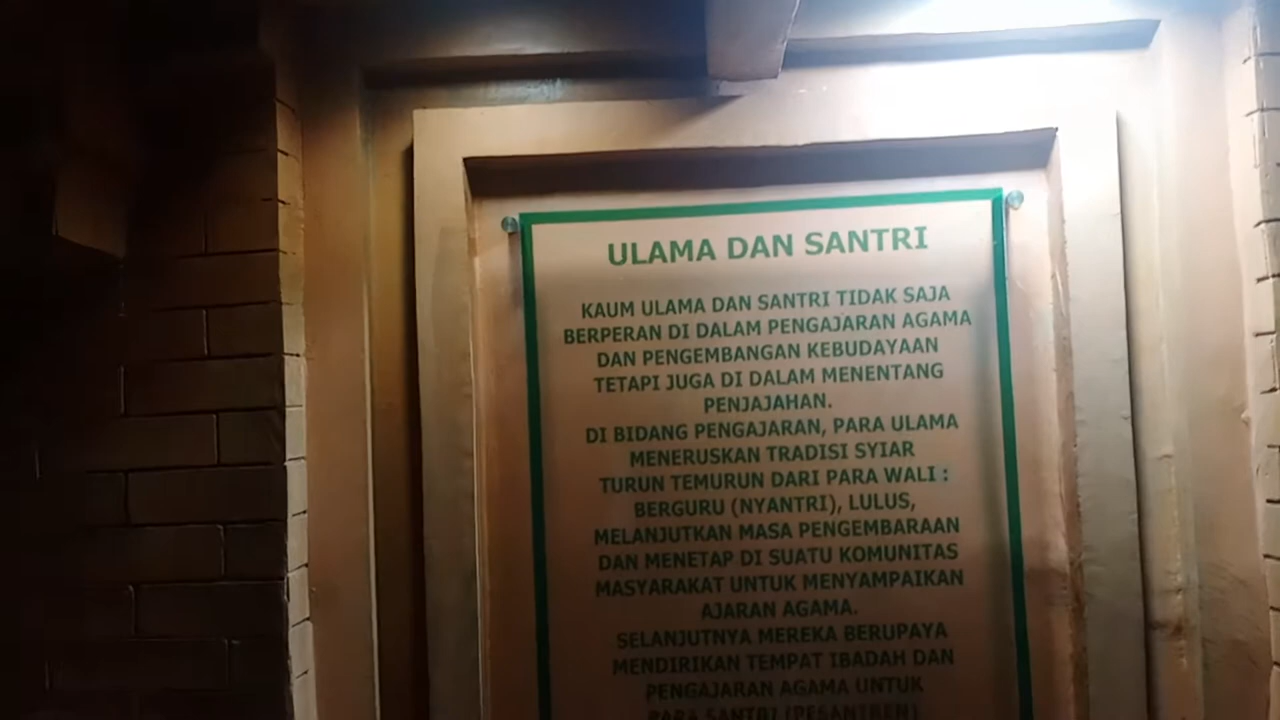 ULAMA DAN SANTRI
KAUM ULAMA DAN SANTRI TIDAK SAJA
BERPERAN DI DALAM PENGAJARAN AGAMA
DAN PENGEMBANGAN KEBUDAYAAN
TETAPI JUGA DI DALAM MENENTANG
PENJAJAHAN.
DI BIDANG PENGAJARAN, PARA ULAMA
MENERUSKAN TRADISI SYIAR
TURUN TEMURUN DARI PARA WALI :
BERGURU (NYANTRI), LULUS,
MELANJUTKAN MASA PENGEMBARAAN
DAN MENETAP DI SUATU KOMUNITAS
MASYARAKAT UNTUK MENYAMPAIKAN
AJARAN AGAMA.
SELANJUTNYA MEREKA BERUPAYA
MENDIRIKAN TEMPAT IBADAH DAN
PENGAJARAN AGAMA UNTUK
PARA SANTRI (PESANTREN)